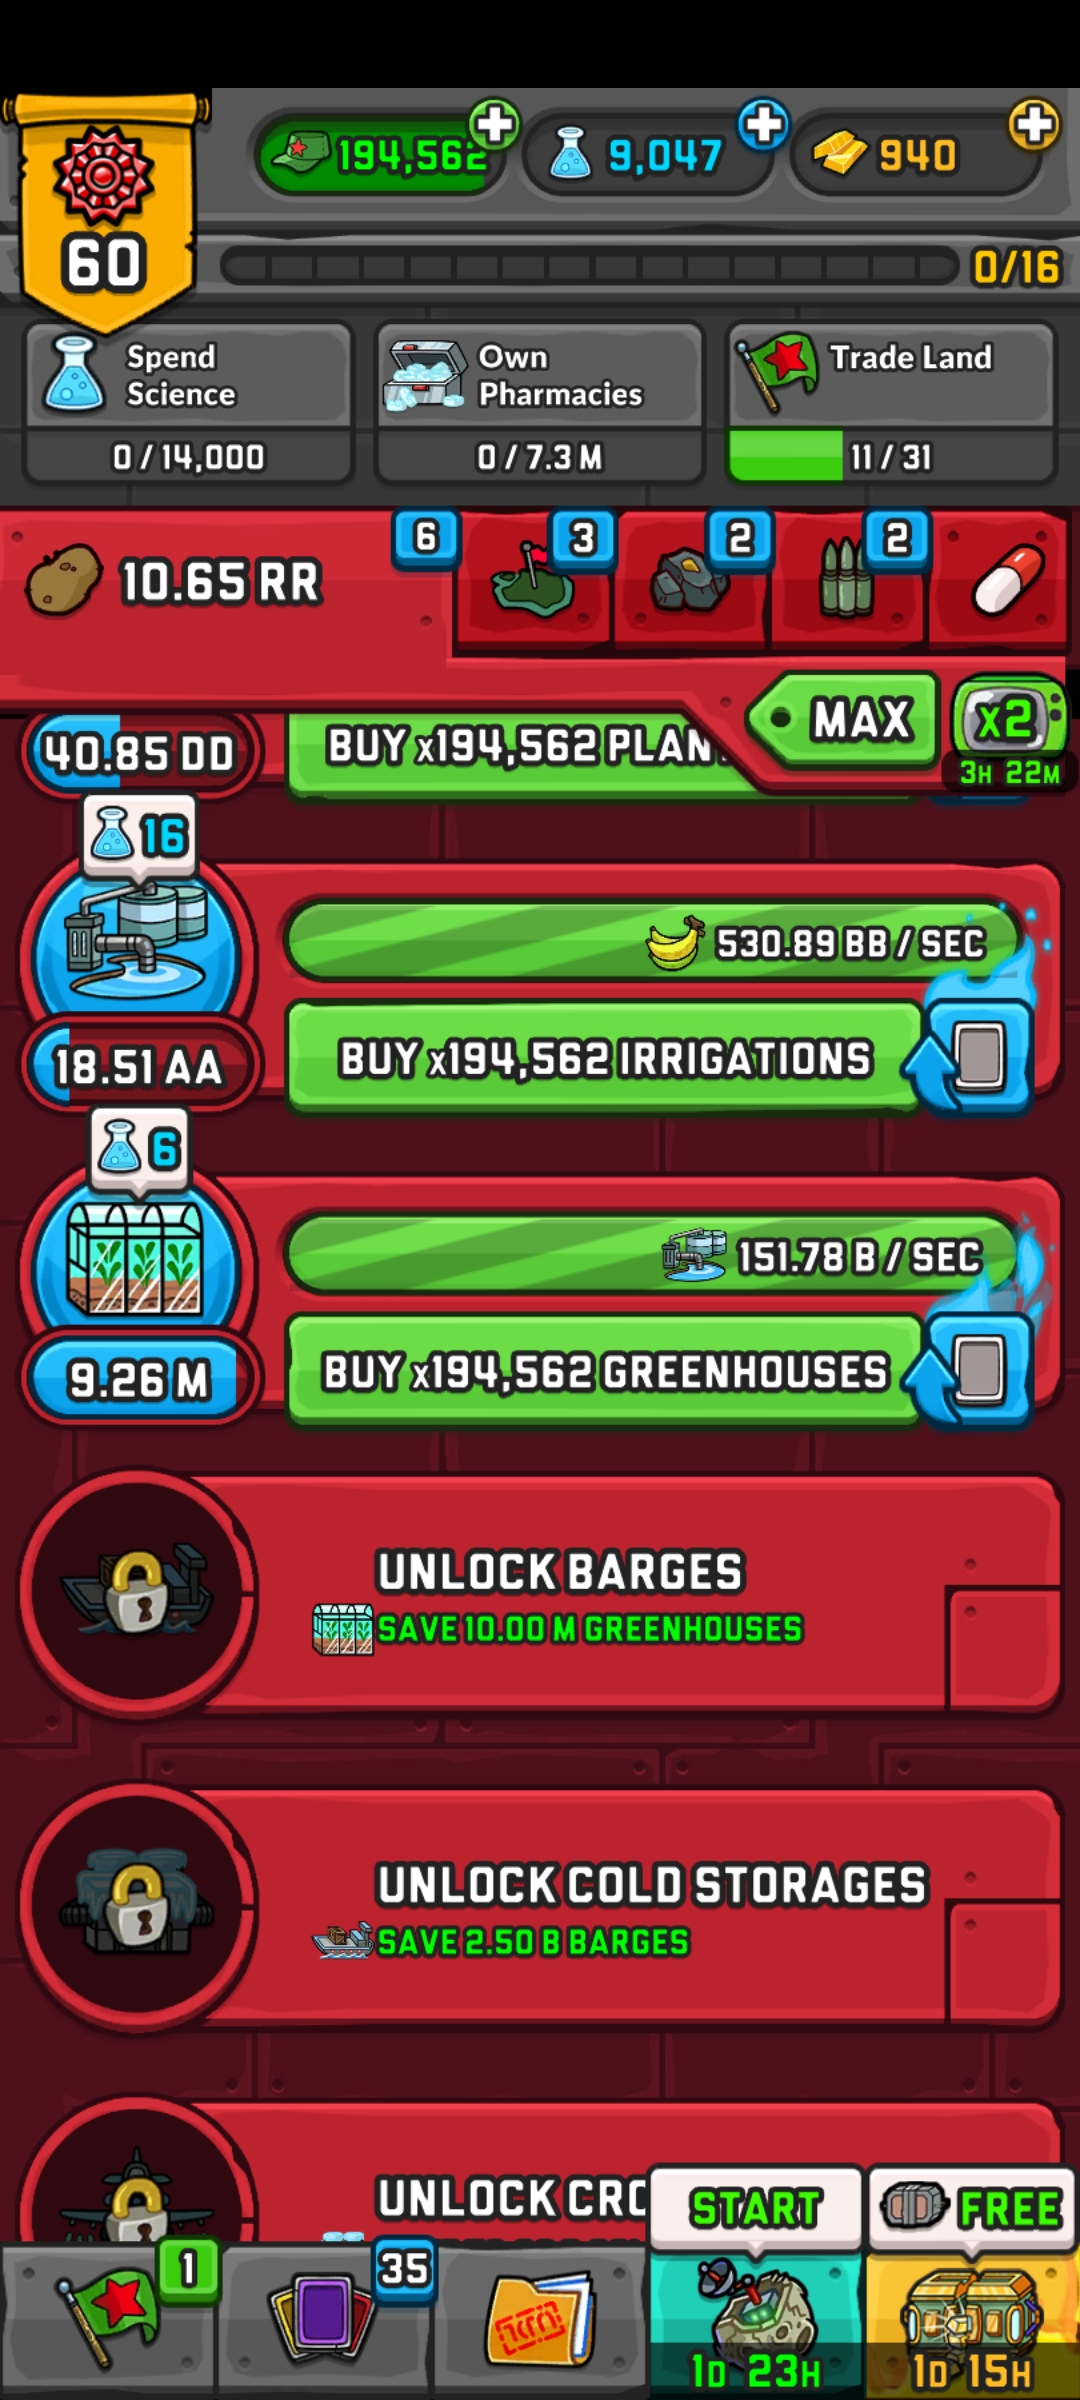 194,562
9,047
940
60
0/16
Spend
Science
0 / 14,000
Own
Pharmacies
0 / 7.3 M
Trade Land
11 / 31
10.65 RR
6
3
2
2
MAX
x2
3H 22M
40.85 DD
BUY x194,562 PLAN
16
530.89 BB / SEC
18.51 AA
BUY x194,562 IRRIGATIONS
6
151.78 B / SEC
9.26 M
BUY x194,562 GREENHOUSES
UNLOCK BARGES
SAVE 10.00 M GREENHOUSES
UNLOCK COLD STORAGES
SAVE 2.50 B BARGES
UNLOCK CRO
START
FREE
1
35
1D 23H
1D 15H